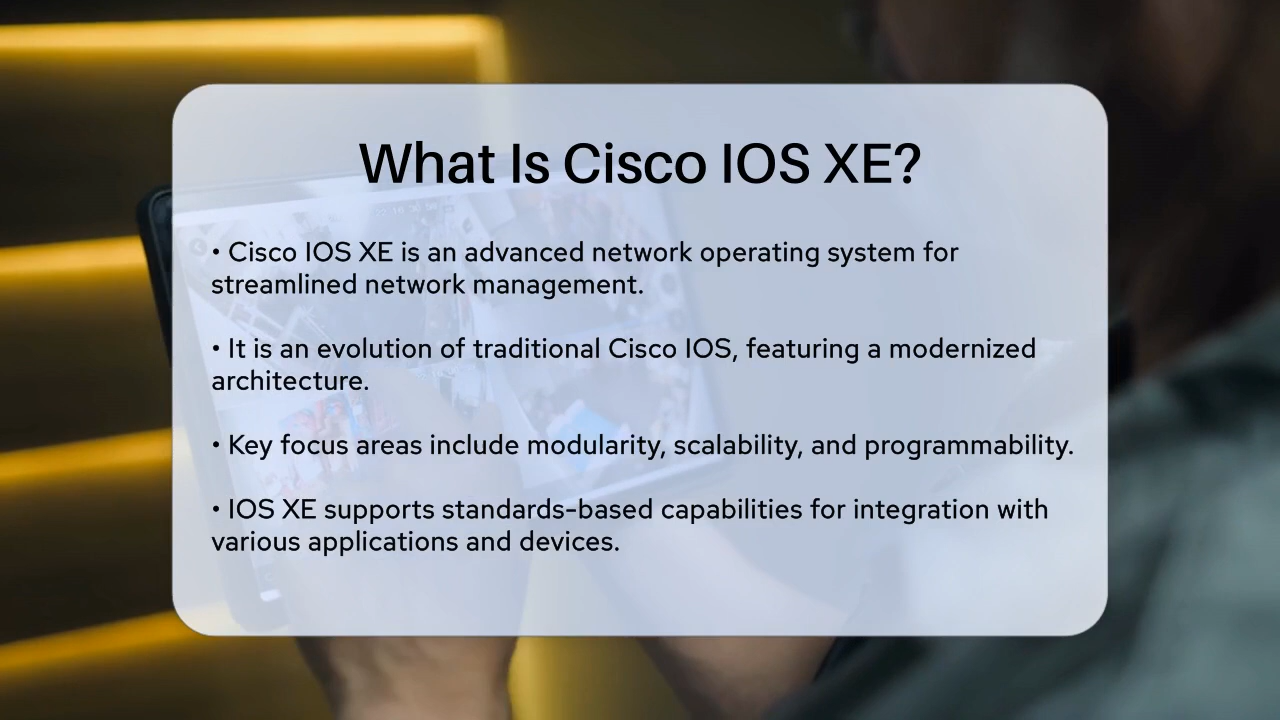 What Is Cisco IOS XE?
• Cisco IOS XE is an advanced network operating system for
streamlined network management.
• It is an evolution of traditional Cisco IOS, featuring a modernized
architecture.
• Key focus areas include modularity, scalability, and programmability.
• IOS XE supports standards-based capabilities for integration with
various applications and devices.